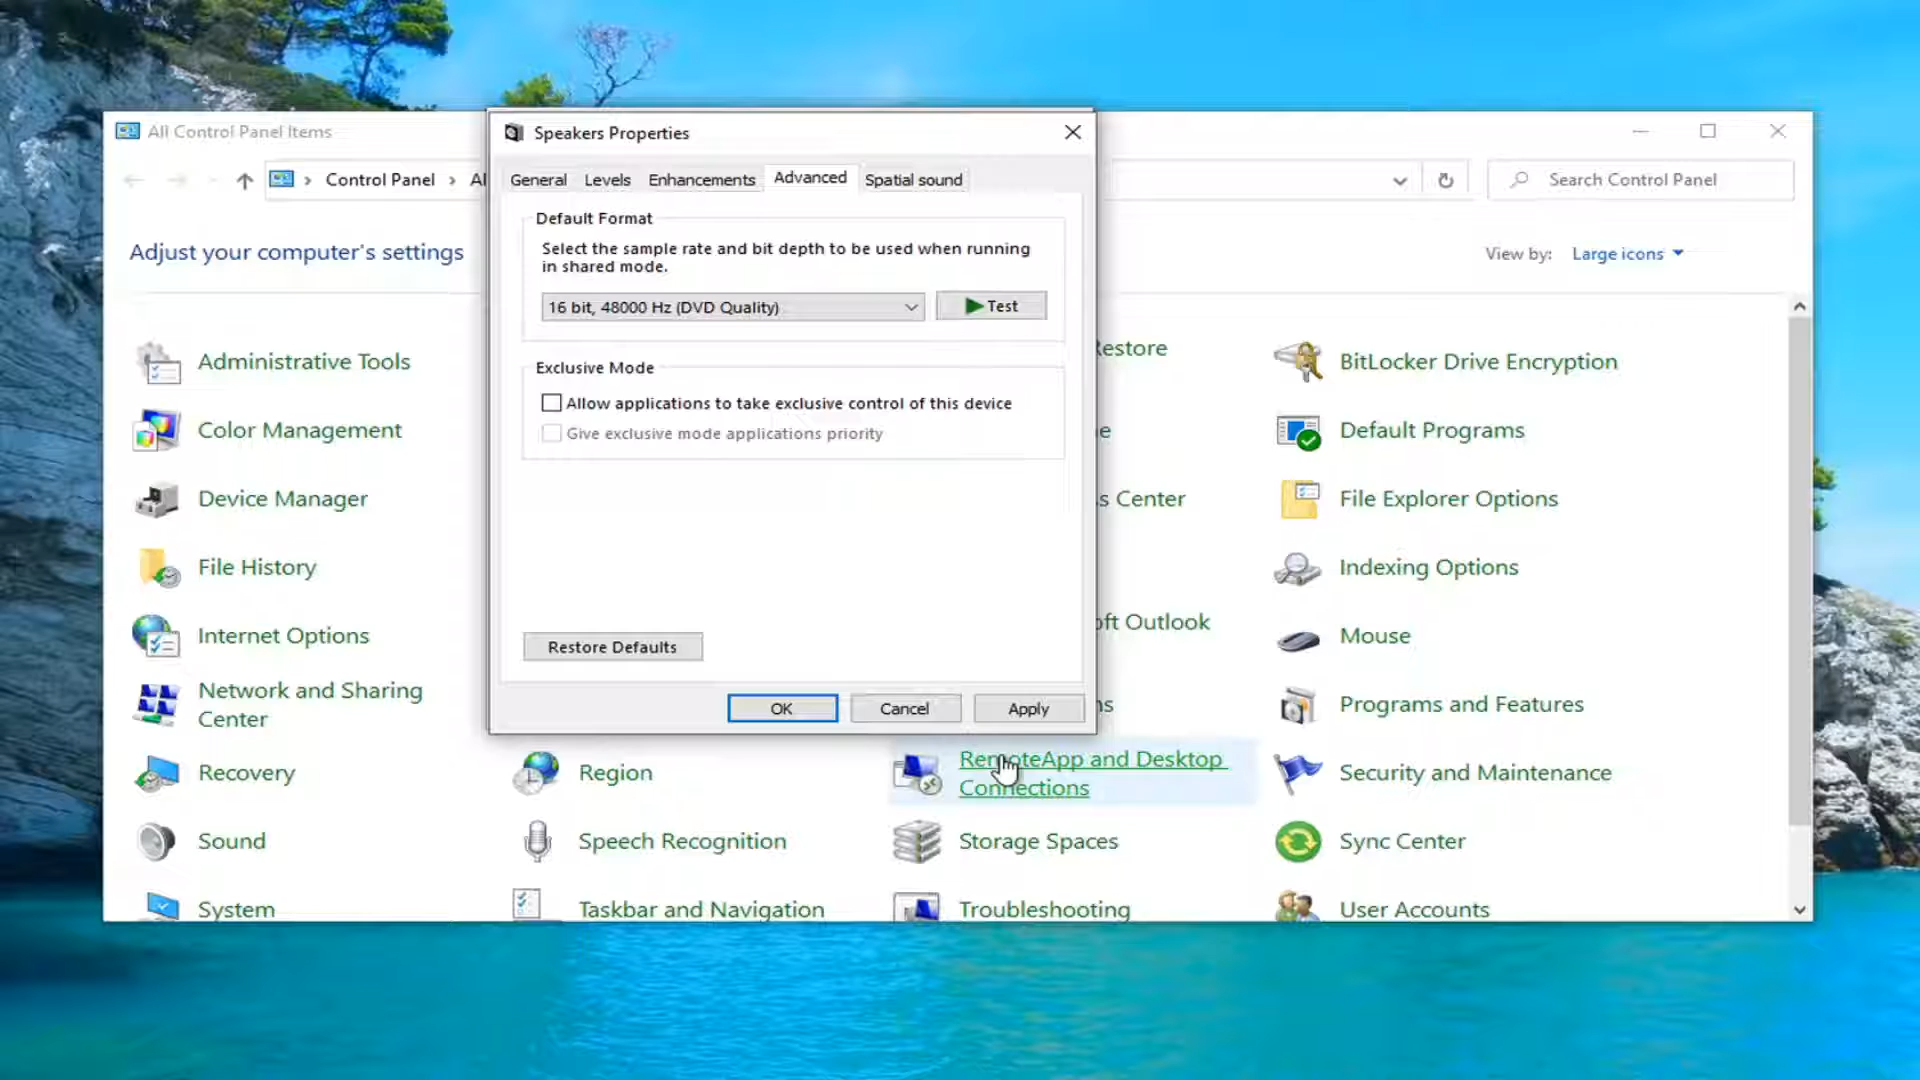 All Control Panel Items
Control Panel
Al
Search Control Panel
Adjust your computer's settings
View by:
Large icons
Speakers Properties
General
Levels
Enhancements
Advanced
Spatial sound
Default Format
Select the sample rate and bit depth to be used when running
in shared mode.
16 bit, 48000 Hz (DVD Quality)
Test
Exclusive Mode
Allow applications to take exclusive control of this device
Give exclusive mode applications priority
Restore Defaults
OK
Cancel
Apply
Administrative Tools
BitLocker Drive Encryption
Color Management
Default Programs
Device Manager
s Center
File Explorer Options
File History
Indexing Options
Internet Options
oft Outlook
Mouse
Network and Sharing
Center
Programs and Features
Recovery
Region
RemoteApp and Desktop
Connections
Security and Maintenance
Sound
Speech Recognition
Storage Spaces
Sync Center
System
Taskbar and Navigation
Troubleshooting
User Accounts